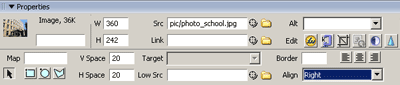 Properties
Image, 36K W 360 Src pic/photo_school.jpg Alt
H 242 Link Edit
Map V Space 20 Target Border
H Space 20 Low Src Align Right